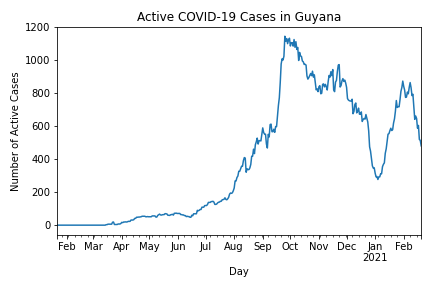 Active COVID-19 Cases in Guyana
Number of Active Cases
1200
1000
800
600
400
200
0
Feb Mar Apr May Jun Jul Aug Sep Oct Nov Dec Jan Feb
2021
Day